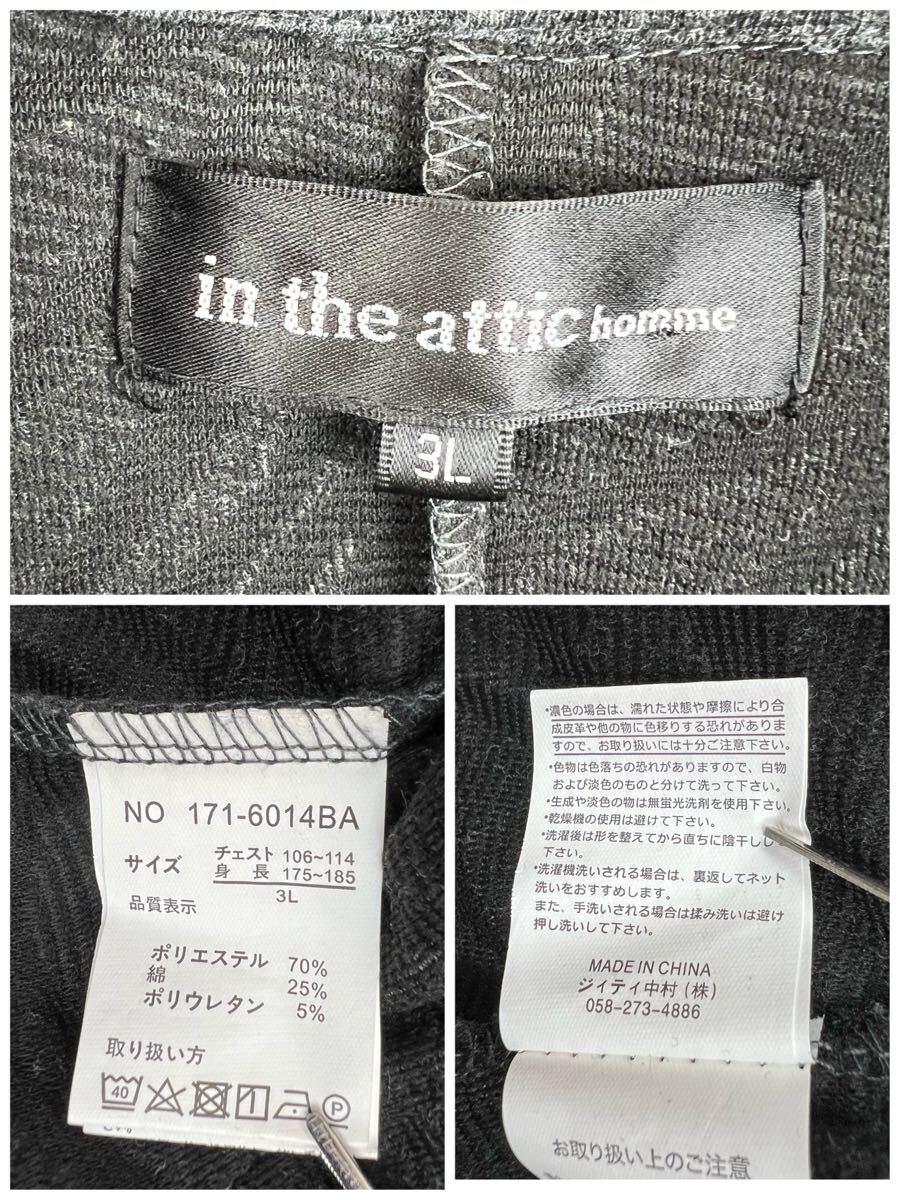 in the attic homme
3L
NO 171-6014BA
サイズ チェスト 106~114
身長 175~185
3L
品質表示
ポリエステル 70%
綿 25%
ポリウレタン 5%
取り扱い方
40 P
・濃色の場合は、濡れた状態や摩擦により合
成皮革や他の物に色移りする恐れがありま
すので、お取り扱いには十分ご注意下さい。
・色物は色落ちの恐れがありますので、白物
および淡色のものと分けて洗って下さい。
・生成や淡色の物は無蛍光洗剤を使用下さい。
・乾燥機の使用は避けて下さい。
・洗濯後は形を整えてから直ちに陰干しして
下さい。
・洗濯機洗いされる場合は、裏返してネット
洗いをおすすめします。
また、手洗いされる場合は揉み洗いは避け
押し洗いして下さい。
MADE IN CHINA
ジィティ中村(株)
058-273-4886
お取り扱い上のご注意